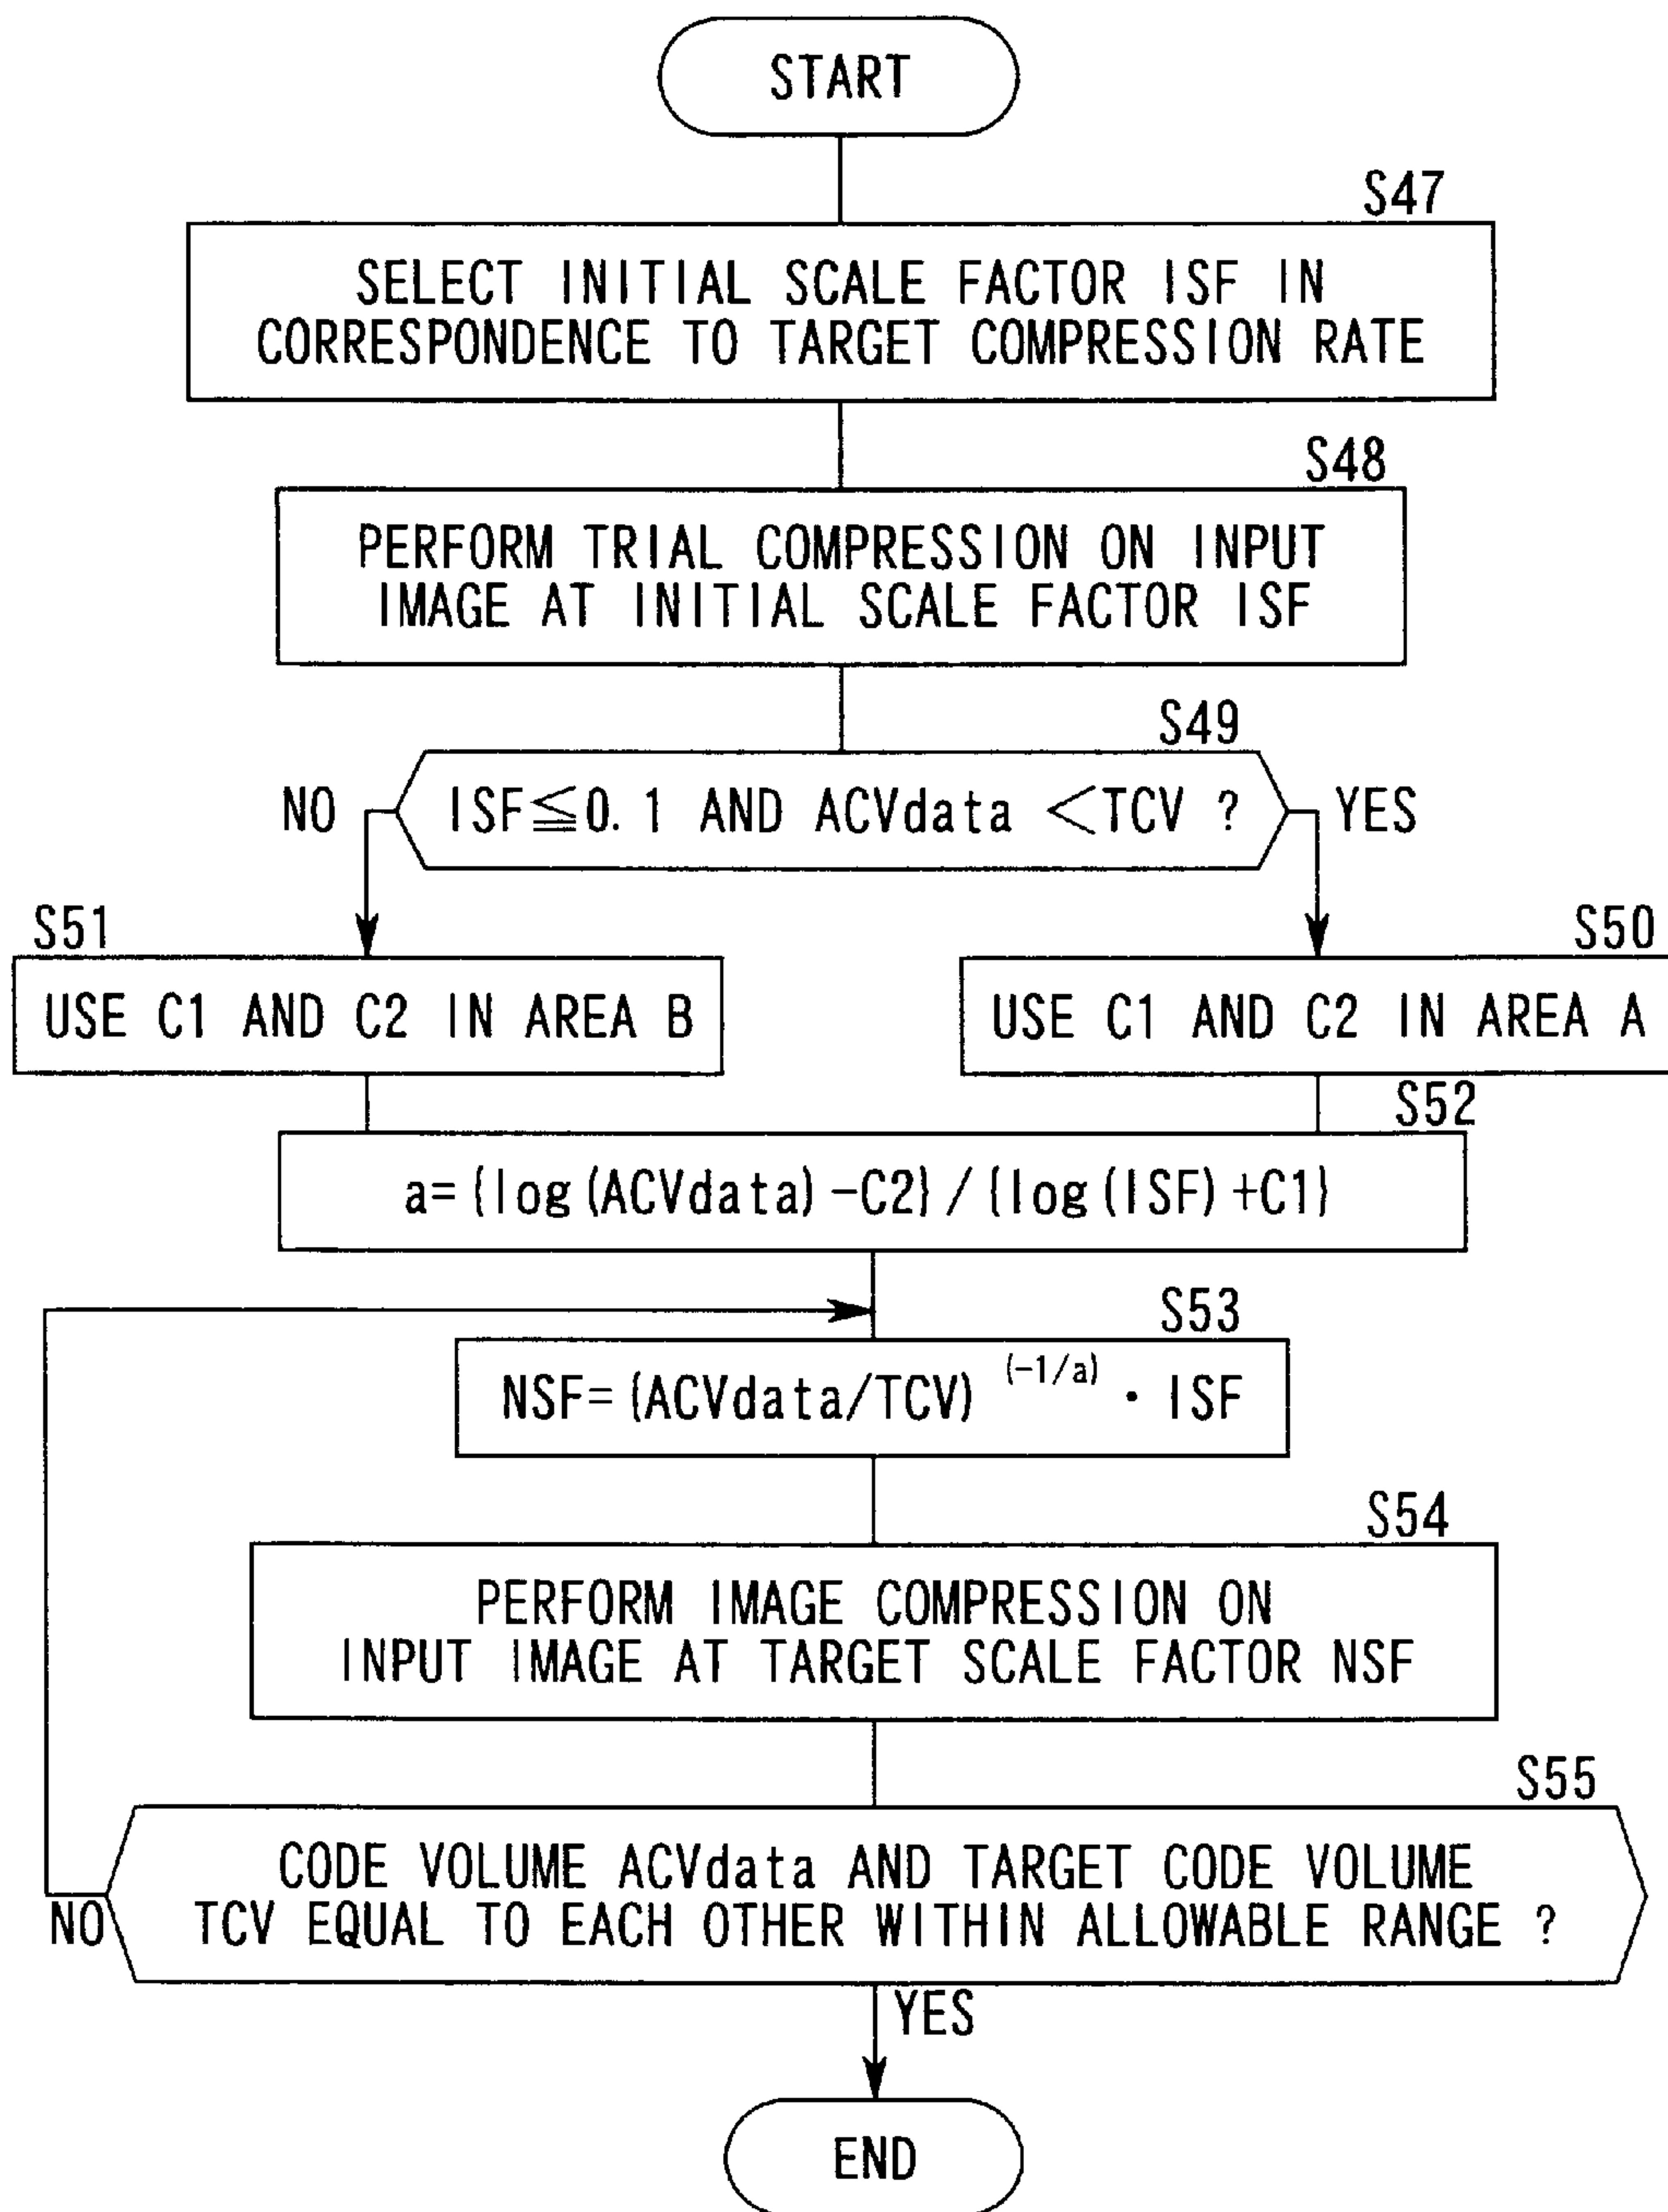 START
S47
SELECT INITIAL SCALE FACTOR ISF IN
CORRESPONDENCE TO TARGET COMPRESSION RATE
S48
PERFORM TRIAL COMPRESSION ON INPUT
IMAGE AT INITIAL SCALE FACTOR ISF
S49
NO
ISF≦0.1 AND ACVdata <TCV ?
YES
S51
USE C1 AND C2 IN AREA B
S50
USE C1 AND C2 IN AREA A
S52
a={log(ACVdata)-C2}/{log(ISF)+C1}
S53
NSF=(ACVdata/TCV)^(-1/a) · ISF
S54
PERFORM IMAGE COMPRESSION ON
INPUT IMAGE AT TARGET SCALE FACTOR NSF
S55
CODE VOLUME ACVdata AND TARGET CODE VOLUME
TCV EQUAL TO EACH OTHER WITHIN ALLOWABLE RANGE ?
NO
YES
END